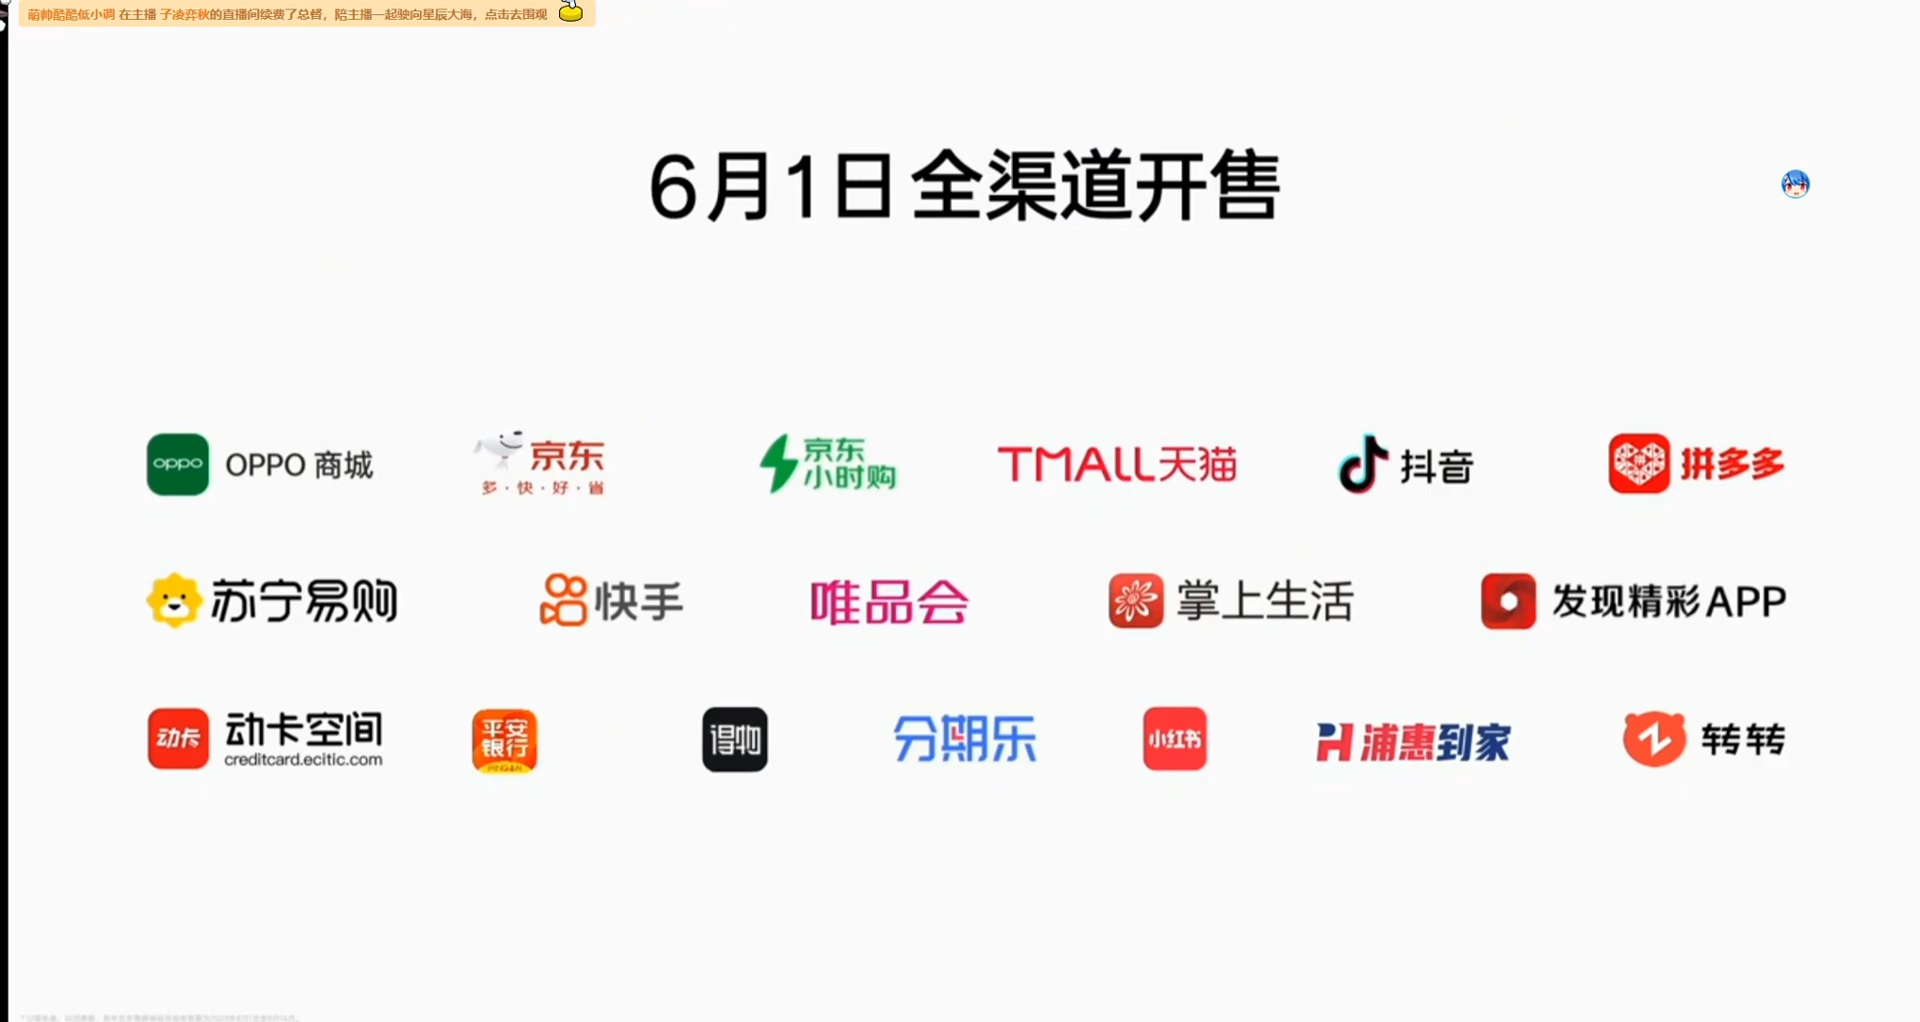 萌帅酷酷低小调 在主播 子凌弈秋的直播间续费了总督，陪主播一起驶向星辰大海，点击去围观
6月1日全渠道开售
oppo OPPO 商城
京东
多·快·好·省
京东
小时购
TMALL天猫
抖音
拼多多
苏宁易购
快手
唯品会
掌上生活
发现精彩APP
动卡 动卡空间
creditcard.ecitic.com
平安
银行
PINGAN
得物
分期乐
小红书
浦惠到家
转转